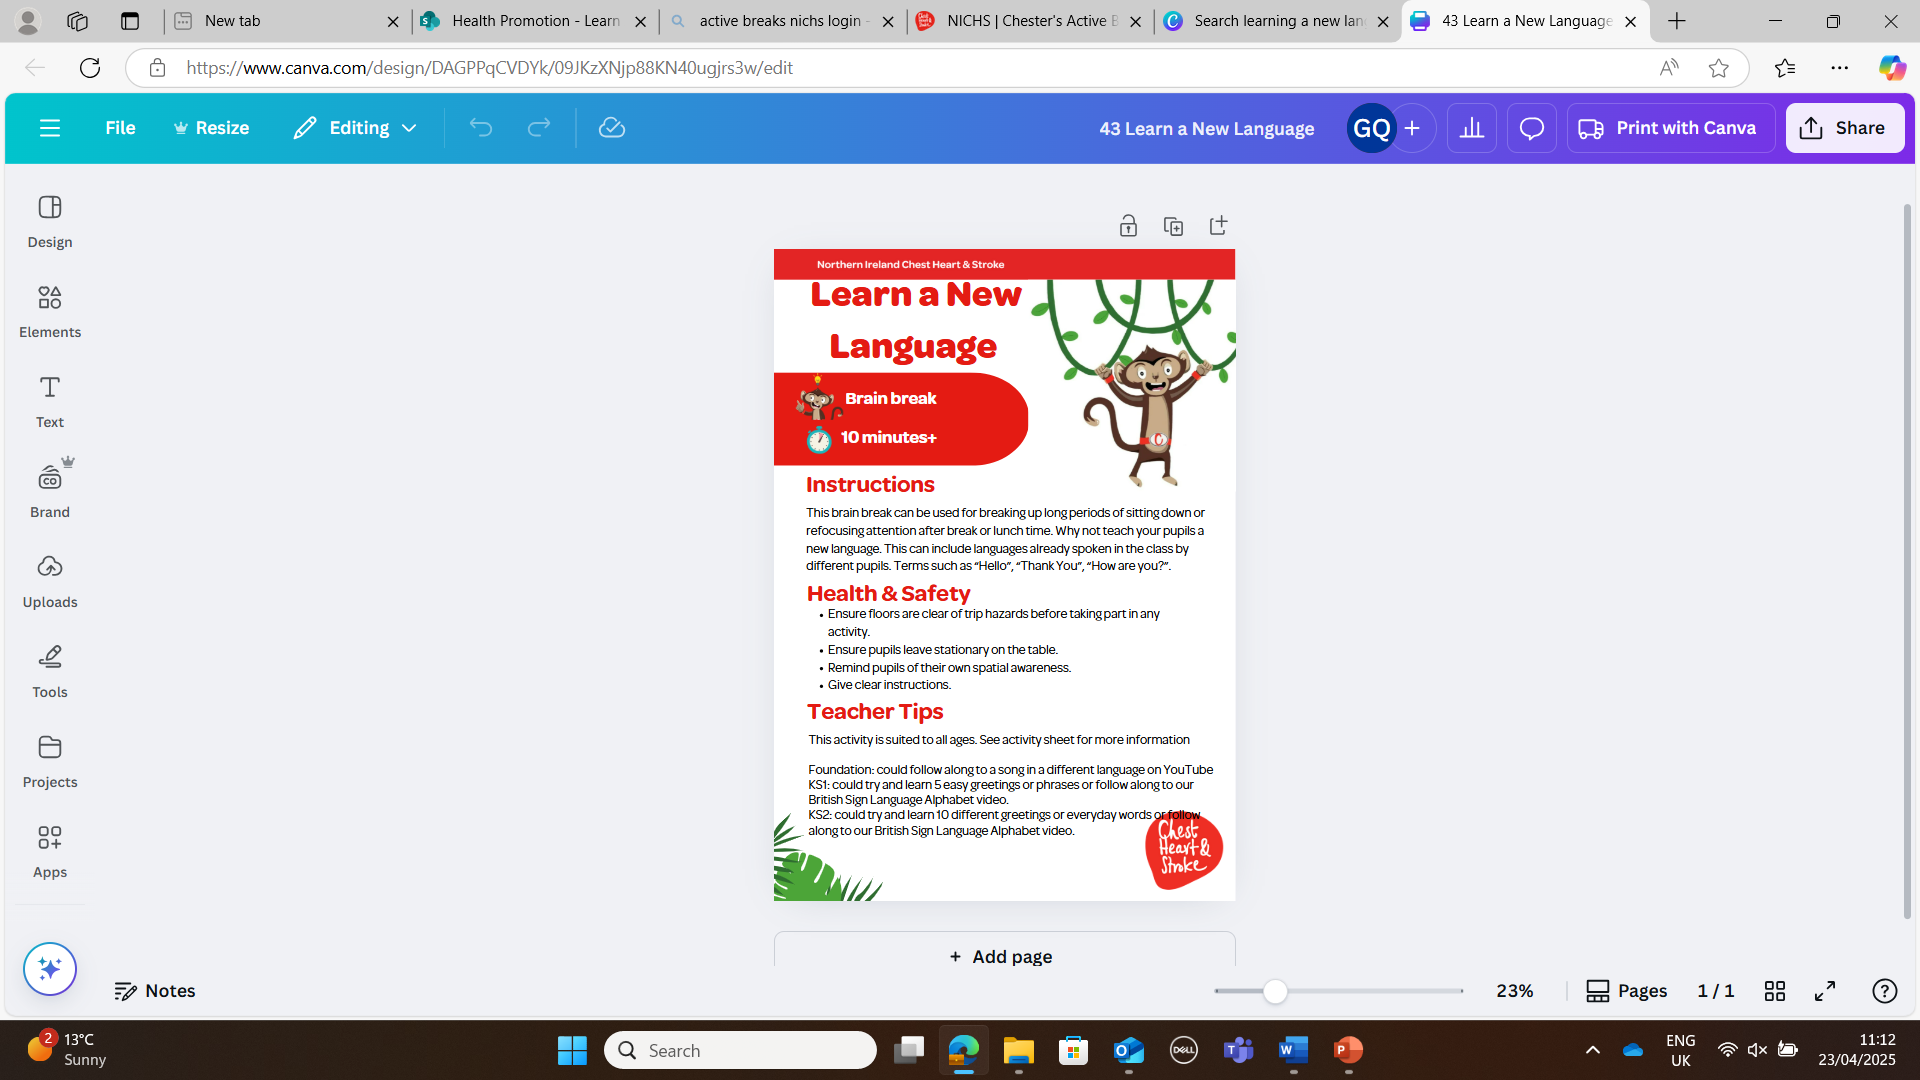 New tab
Health Promotion - Learn
active breaks nichs login -
NICHS | Chester's Active B
Search learning a new lan
43 Learn a New Language
https://www.canva.com/design/DAGPPqCVDYk/09JKzXNjp88KN40ugjrs3w/edit
File
Resize
Editing
43 Learn a New Language
GQ
Print with Canva
Share
Design
Elements
Text
Brand
Uploads
Tools
Projects
Apps
Northern Ireland Chest Heart & Stroke
Learn a New
Language
Brain break
10 minutes+
Instructions
This brain break can be used for breaking up long periods of sitting down or
refocusing attention after break or lunch time. Why not teach your pupils a
new language. This can include languages already spoken in the class by
different pupils. Terms such as “Hello”, “Thank You”, “How are you?”.
Health & Safety
• Ensure floors are clear of trip hazards before taking part in any
activity.
• Ensure pupils leave stationary on the table.
• Remind pupils of their own spatial awareness.
• Give clear instructions.
Teacher Tips
This activity is suited to all ages. See activity sheet for more information
Foundation: could follow along to a song in a different language on YouTube
KS1: could try and learn 5 easy greetings or phrases or follow along to our
British Sign Language Alphabet video.
KS2: could try and learn 10 different greetings or everyday words or follow
along to our British Sign Language Alphabet video.
Chest
Heart &
Stroke
+ Add page
Notes
23%
Pages
1 / 1
2
13°C
Sunny
Search
DELL
ENG
UK
11:12
23/04/2025